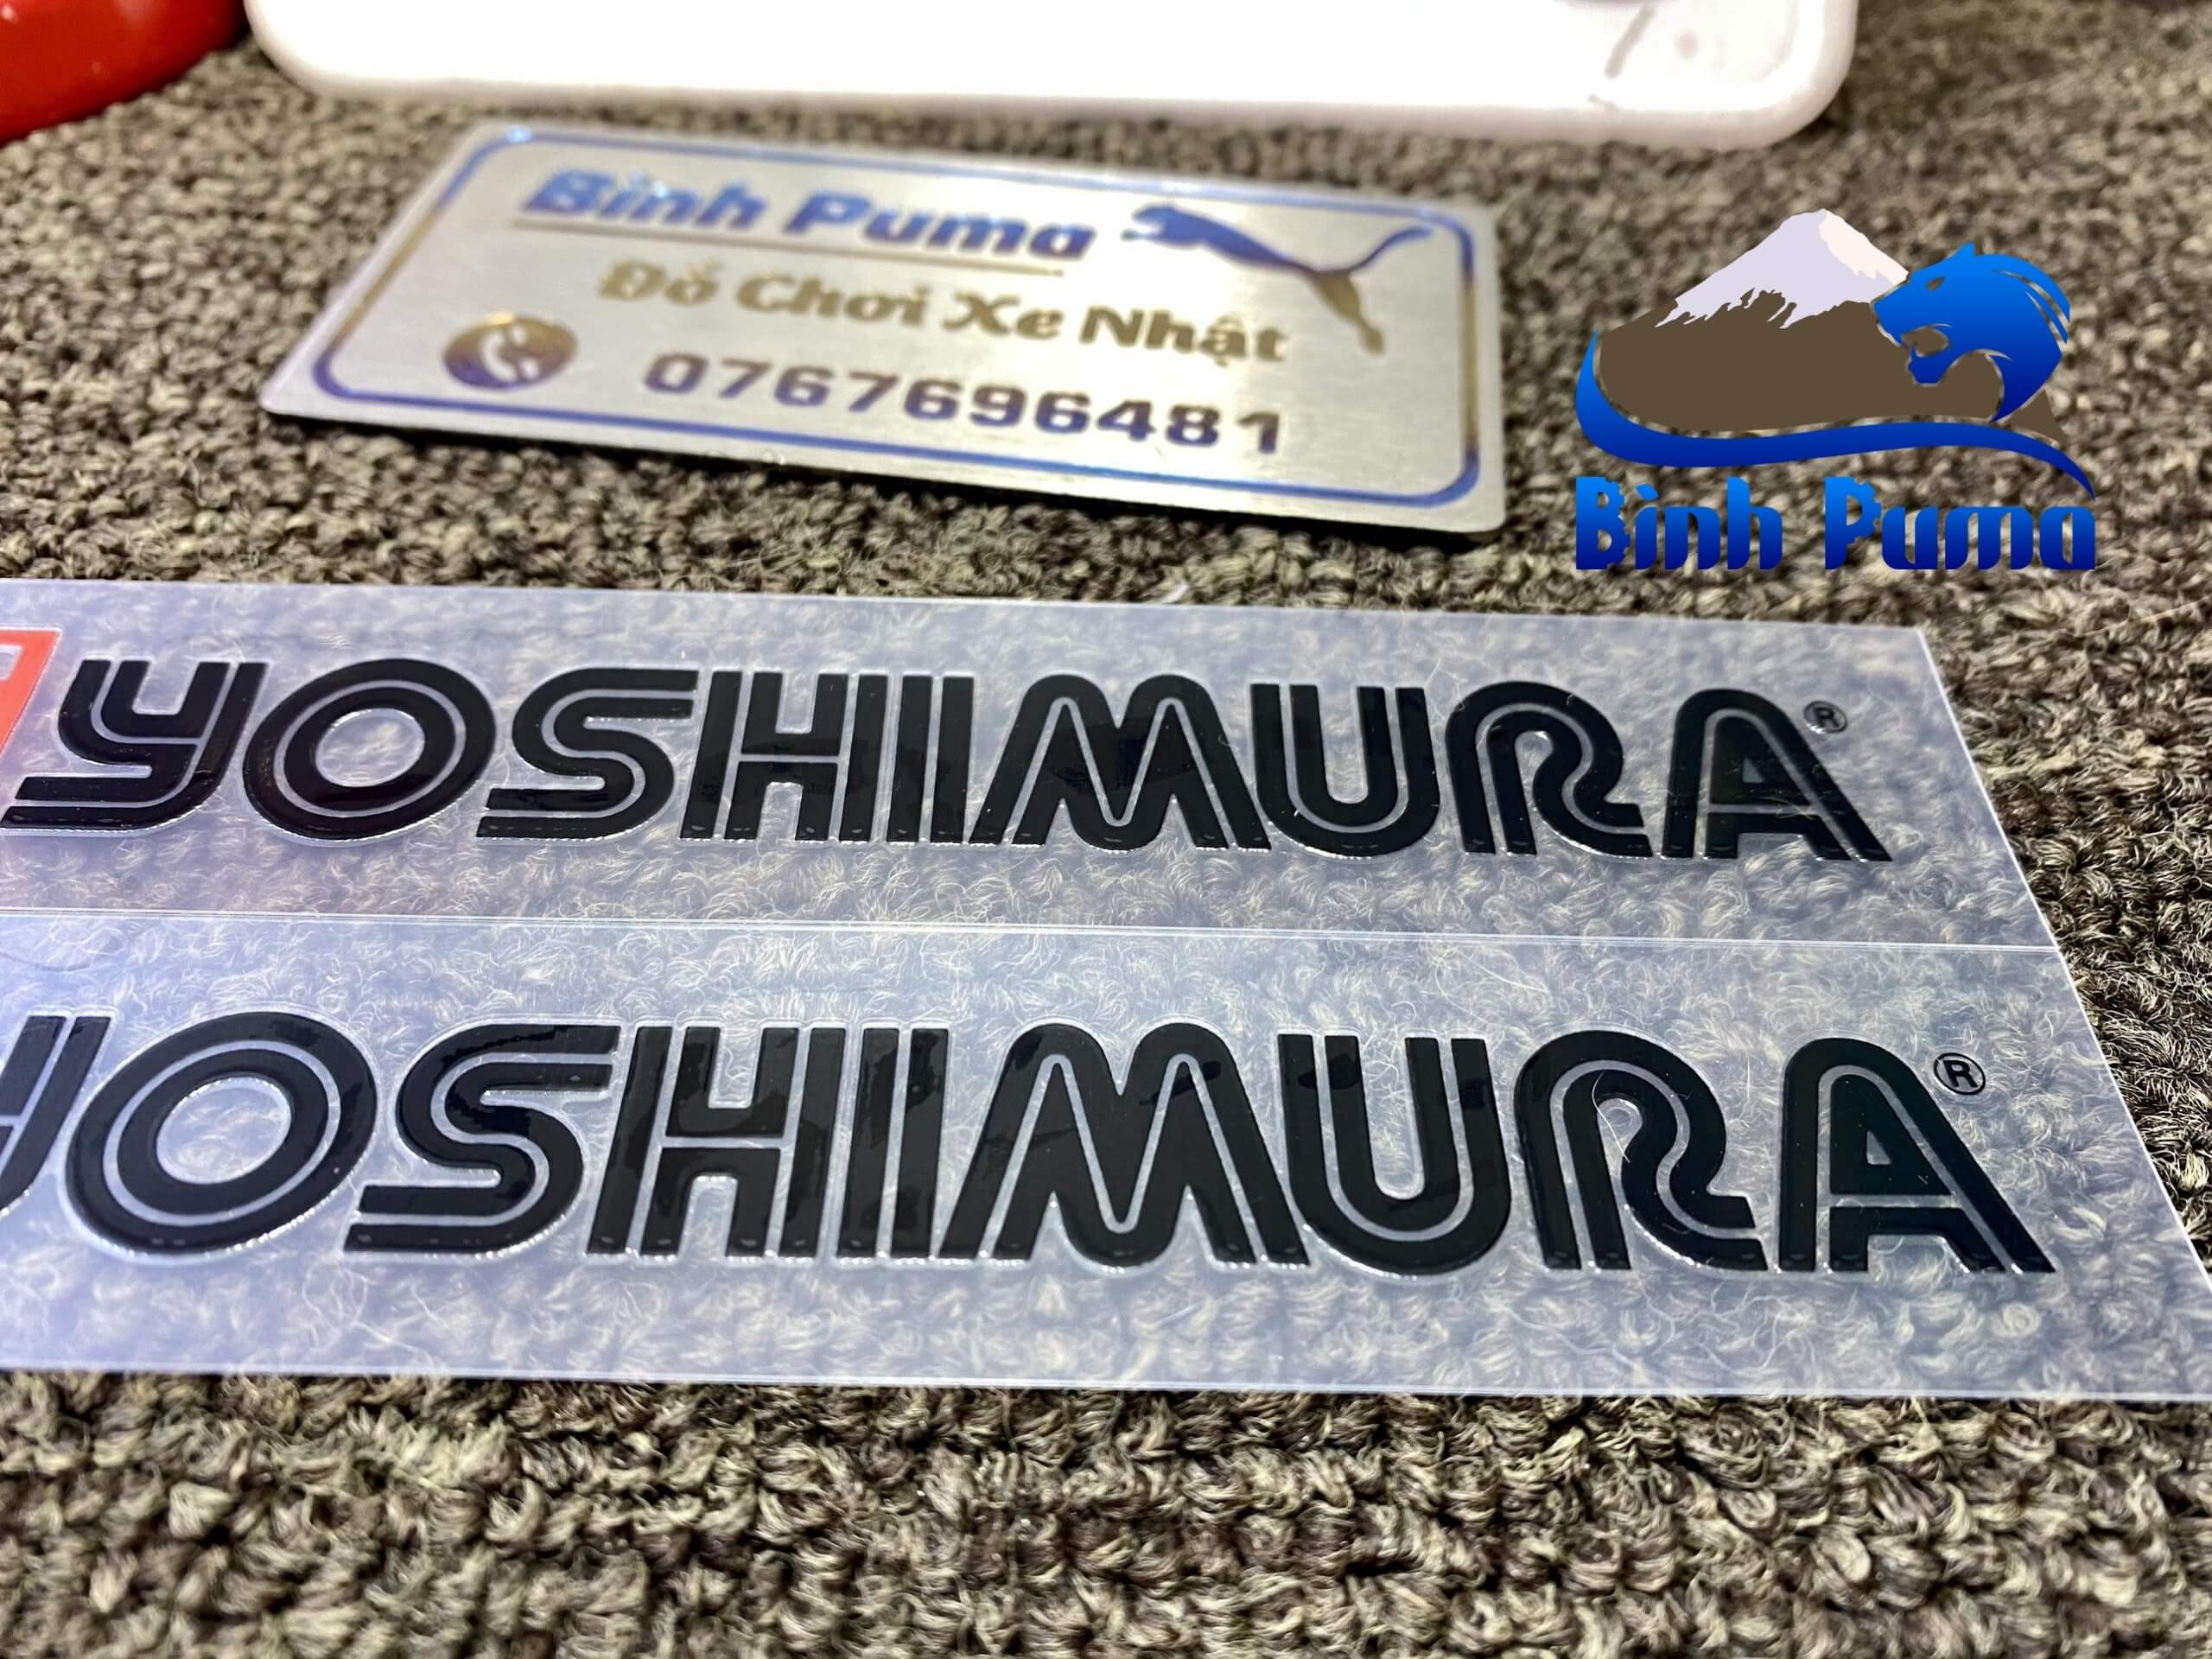 Bình Puma
Đồ Chơi Xe Nhật
0767696481
Bình Puma
YOSHIMURA®
YOSHIMURA®